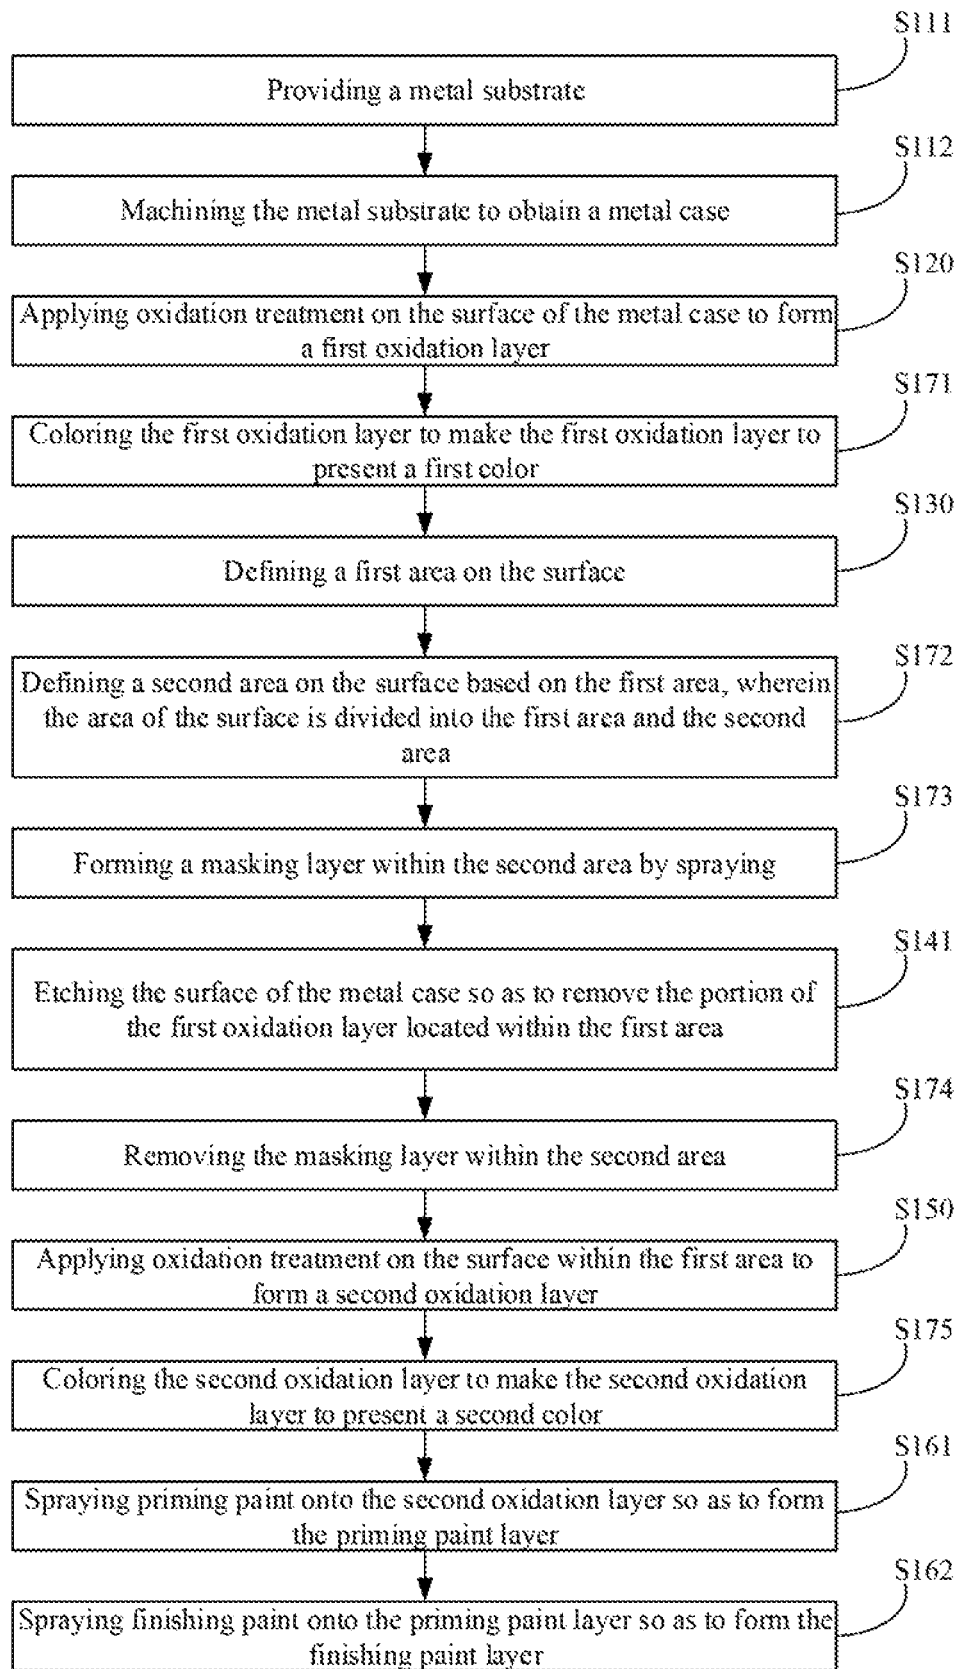 S111
Providing a metal substrate
S112
Machining the metal substrate to obtain a metal case
S120
Applying oxidation treatment on the surface of the metal case to form
a first oxidation layer
S171
Coloring the first oxidation layer to make the first oxidation layer to
present a first color
S130
Defining a first area on the surface
S172
Defining a second area on the surface based on the first area, wherein
the area of the surface is divided into the first area and the second
area
S173
Forming a masking layer within the second area by spraying
S141
Etching the surface of the metal case so as to remove the portion of
the first oxidation layer located within the first area
S174
Removing the masking layer within the second area
S150
Applying oxidation treatment on the surface within the first area to
form a second oxidation layer
S175
Coloring the second oxidation layer to make the second oxidation
layer to present a second color
S161
Spraying priming paint onto the second oxidation layer so as to form
the priming paint layer
S162
Spraying finishing paint onto the priming paint layer so as to form the
finishing paint layer